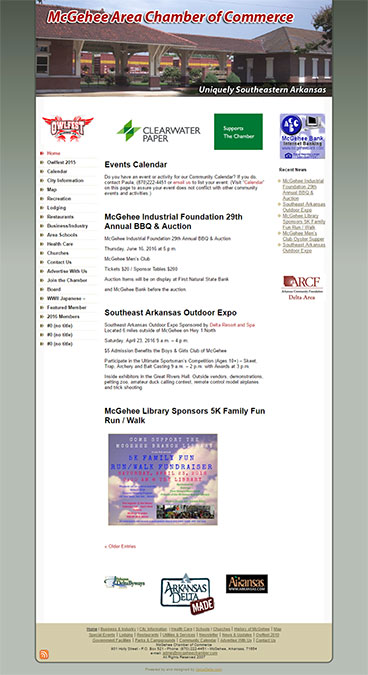 McGehee Area Chamber of Commerce
Uniquely Southeastern Arkansas
OWLFEST
CLEARWATER
PAPER
Supports
The Chamber
McGehee Bank
Internet Banking
Home
Owlfest 2015
Calendar
City Information
Map
Recreation
Lodging
Restaurants
Business/Industry
Area Schools
Health Care
Churches
Contact Us
Advertise With Us
Join the Chamber
Board
WWII Japanese –
Featured Member
2016 Members
#0 (no title)
#0 (no title)
#0 (no title)
Events Calendar
Do you have an event or activity for our Community Calendar? If you do,
contact Paula: (870)222-4451 or email us to list your event. (Visit "Calendar"
on this page to assure your event does not conflict with other community
events and activities.)
McGehee Industrial Foundation 29th
Annual BBQ & Auction
McGehee Industrial Foundation 29th Annual BBQ & Auction
Thursday, June 16, 2016 at 6 p.m.
McGehee Men's Club
Tickets $20 / Sponsor Tables $200
Auction Items will be on display at First Natural State Bank
and McGehee Bank before the auction.
Southeast Arkansas Outdoor Expo
Southeast Arkansas Outdoor Expo Sponsored by Delta Resort and Spa
Located 6 miles outside of McGehee on Hwy 1 North
Saturday, April 23, 2016 9 a.m. – 4 p.m.
$5 Admission Benefits the Boys & Girls Club of McGehee
Participate in the Ultimate Sportsman's Competition (Ages 10+) – Skeet,
Trap, Archery and Bait Casting 9 a.m. – 2 p.m. with Awards at 3 p.m.
Inside exhibitors in the Great Rivers Hall. Outside vendors, demonstrations,
petting zoo, amateur duck calling contest, remote control model airplanes
and trick shooting
McGehee Library Sponsors 5K Family Fun
Run / Walk
COME SUPPORT THE
MCGEHEE BRANCH LIBRARY
5K FAMILY FUN
RUN/WALK FUNDRAISER
SATURDAY, APRIL 23, 2016
« Older Entries
Recent News
McGehee Industrial
Foundation 29th
Annual BBQ &
Auction
Southeast Arkansas
Outdoor Expo
McGehee Library
Sponsors 5K Family
Fun Run / Walk
McGehee Men's
Club Oyster Supper
Southeast Arkansas
Outdoor Expo
ARCF
Arkansas Community Foundation
Delta Area
Delta Byways
ARKANSAS
DELTA
MADE
Arkansas
Home | Business & Industry | City Information | Health Care | Schools | Churches | History of McGehee | Map
Special Events | Lodging | Restaurants | Utilities & Services | Newsletter | News & Updates | Owlfest 2010
Government Facilities | Parks & Campgrounds | Community Calendar | Advertise With Us | Join the Chamber
McGehee Chamber of Commerce
901 Holly Street - P.O. Box 521 - Phone: (870) 222-4451 - McGehee, Arkansas, 71654
All Rights Reserved 2007